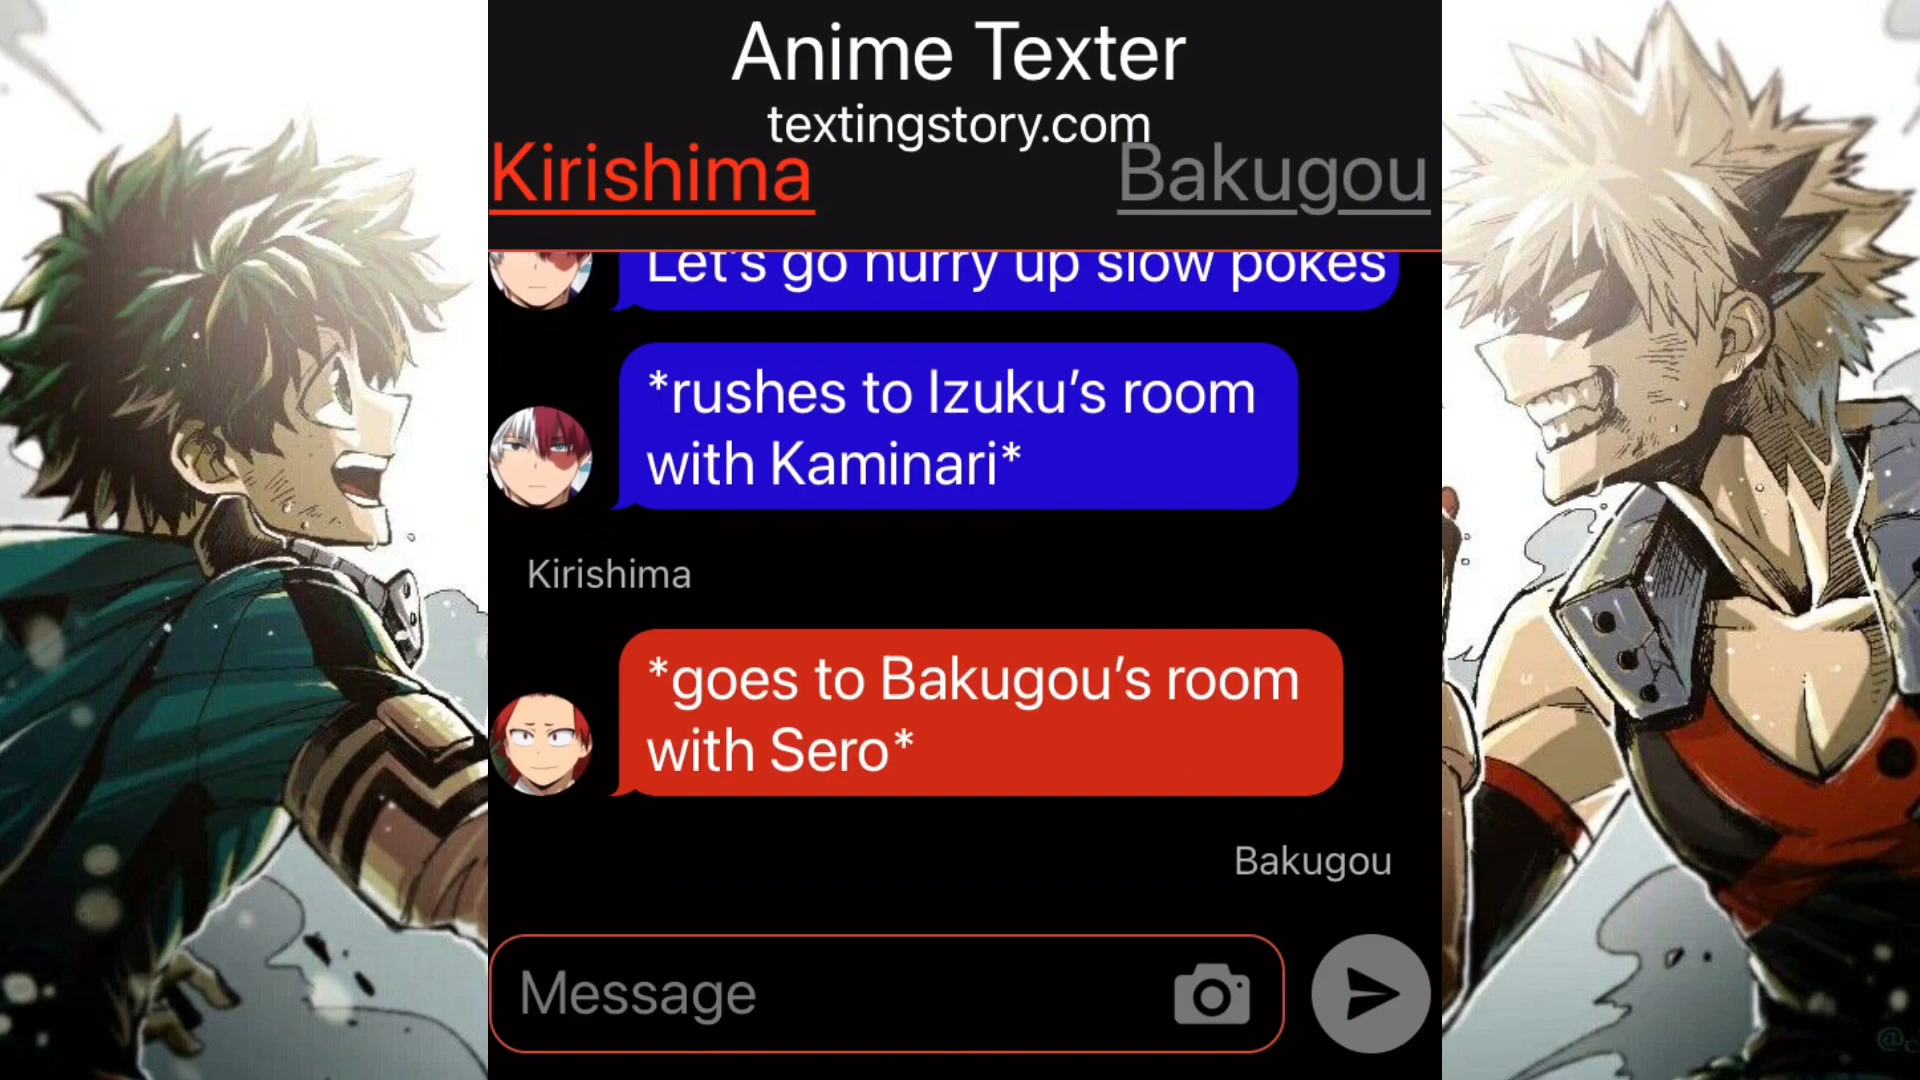 Anime Texter
textingstory.com
Kirishima
Bakugou
Let's go hurry up slow pokes
*rushes to Izuku's room
with Kaminari*
Kirishima
*goes to Bakugou's room
with Sero*
Bakugou
Message